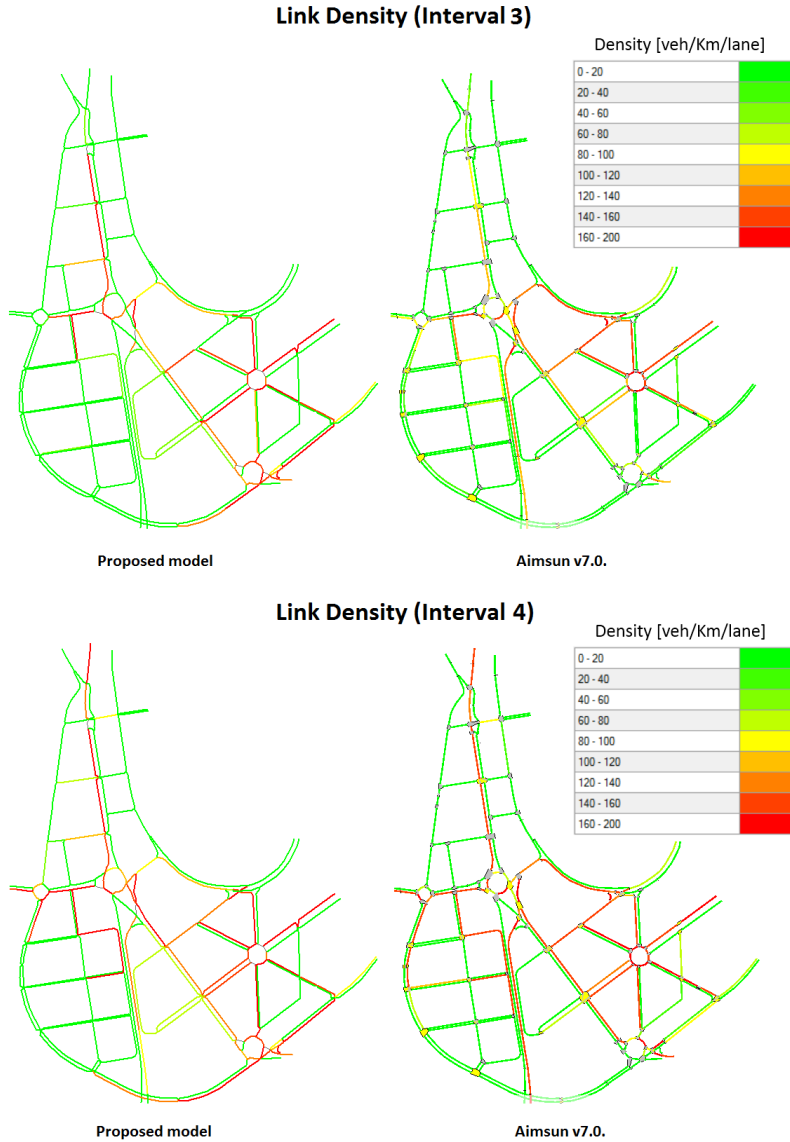 Link Density (Interval 3)
Density [veh/Km/lane]
0 - 20
20 - 40
40 - 60
60 - 80
80 - 100
100 - 120
120 - 140
140 - 160
160 - 200
Proposed model
Aimsun v7.0.
Link Density (Interval 4)
Density [veh/Km/lane]
0 - 20
20 - 40
40 - 60
60 - 80
80 - 100
100 - 120
120 - 140
140 - 160
160 - 200
Proposed model
Aimsun v7.0.